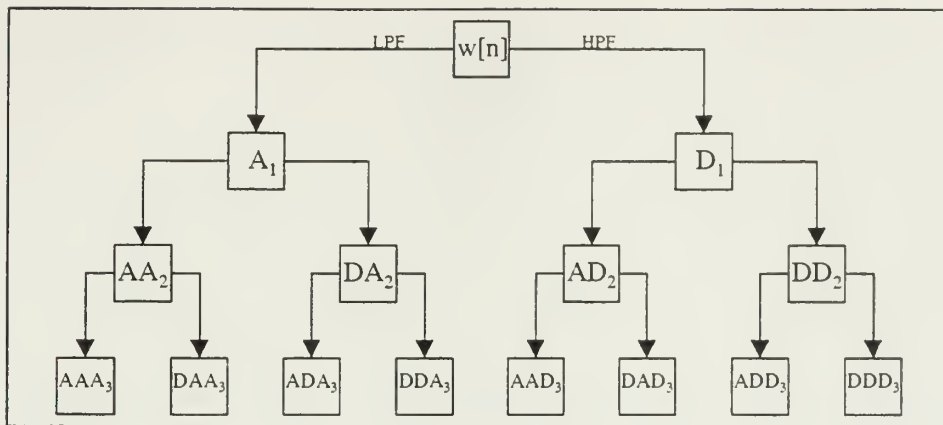 LPF w[n] HPF
A₁ D₁
AA₂ DA₂ AD₂ DD₂
AAA₃ DAA₃ ADA₃ DDA₃ AAD₃ DAD₃ ADD₃ DDD₃